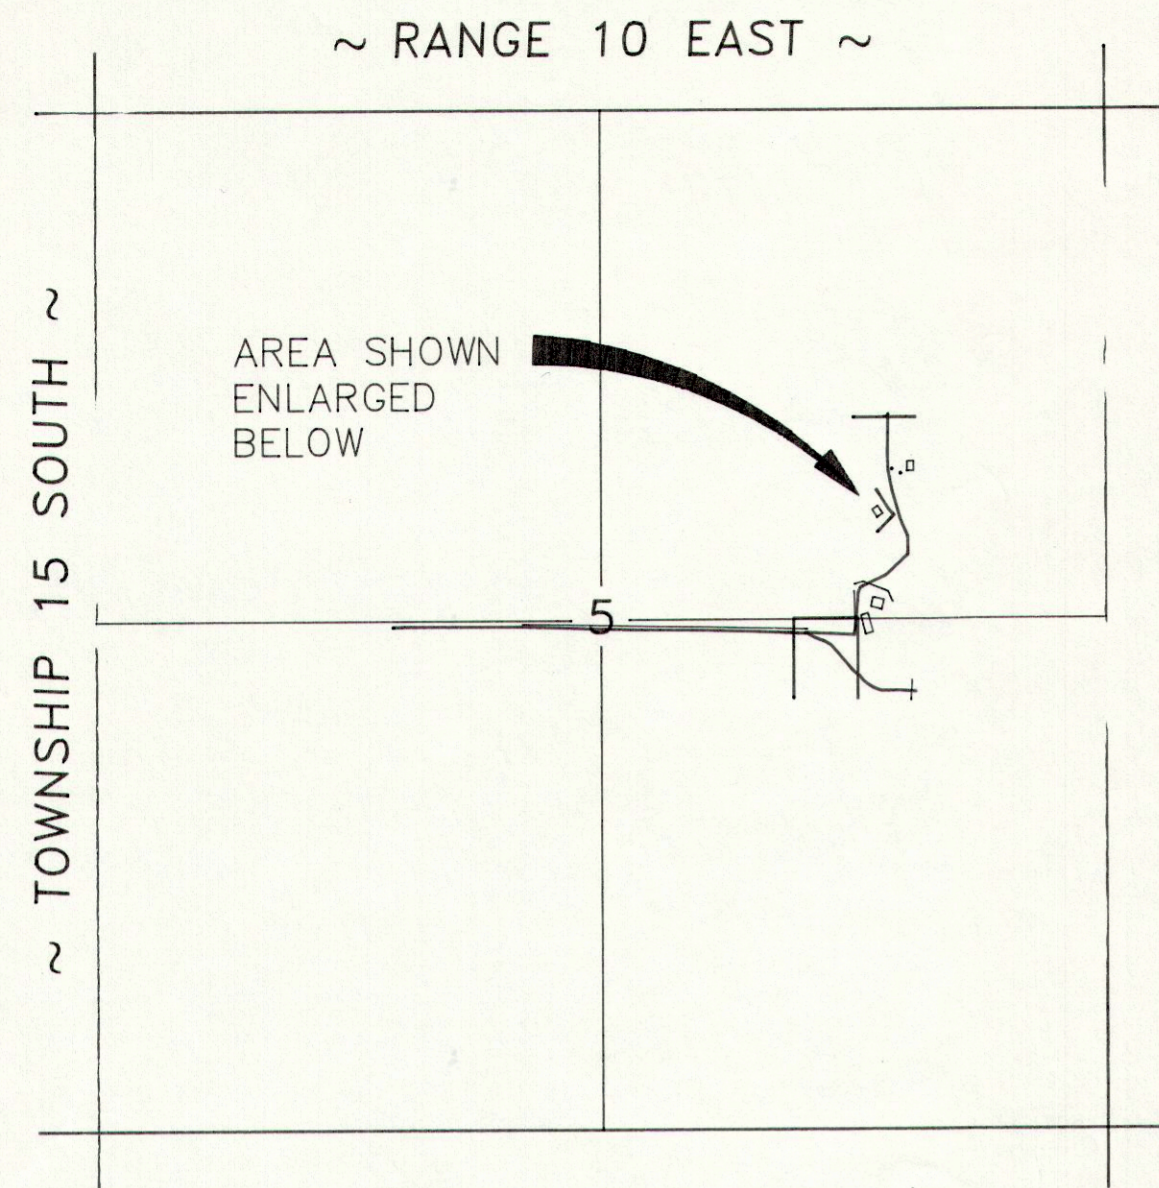 ~ RANGE 10 EAST ~
~ TOWNSHIP 15 SOUTH ~
AREA SHOWN
ENLARGED
BELOW
5